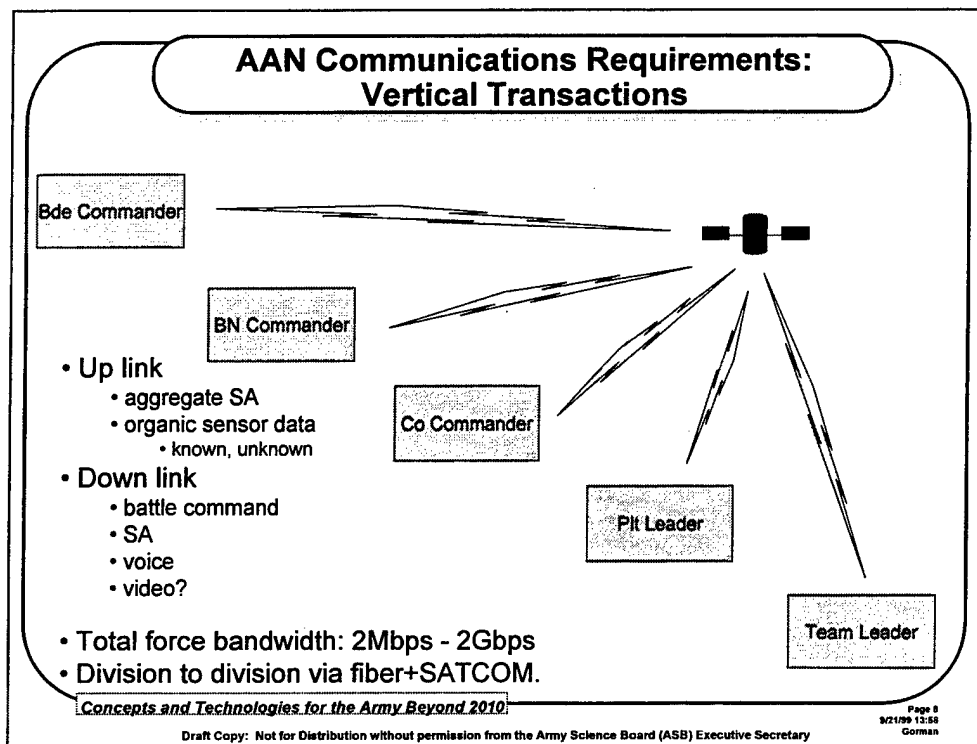 AAN Communications Requirements:
Vertical Transactions
Bde Commander
BN Commander
Co Commander
Plt Leader
Team Leader
• Up link
• aggregate SA
• organic sensor data
• known, unknown
• Down link
• battle command
• SA
• voice
• video?
• Total force bandwidth: 2Mbps - 2Gbps
• Division to division via fiber+SATCOM.
Concepts and Technologies for the Army Beyond 2010
Page 8
9/21/99 13:58
Gorman
Draft Copy: Not for Distribution without permission from the Army Science Board (ASB) Executive Secretary